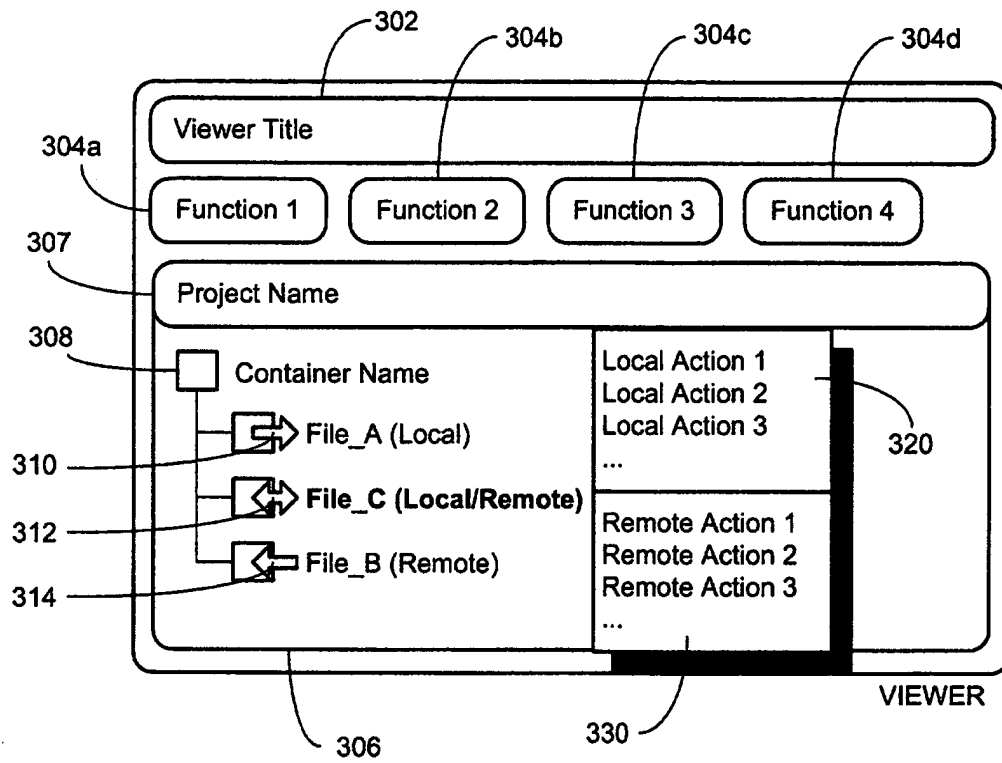 302
304b
304c
304d
Viewer Title
304a
Function 1
Function 2
Function 3
Function 4
307
Project Name
308
Container Name
Local Action 1
Local Action 2
Local Action 3
...
320
File_A (Local)
310
File_C (Local/Remote)
312
File_B (Remote)
314
Remote Action 1
Remote Action 2
Remote Action 3
...
VIEWER
306
330